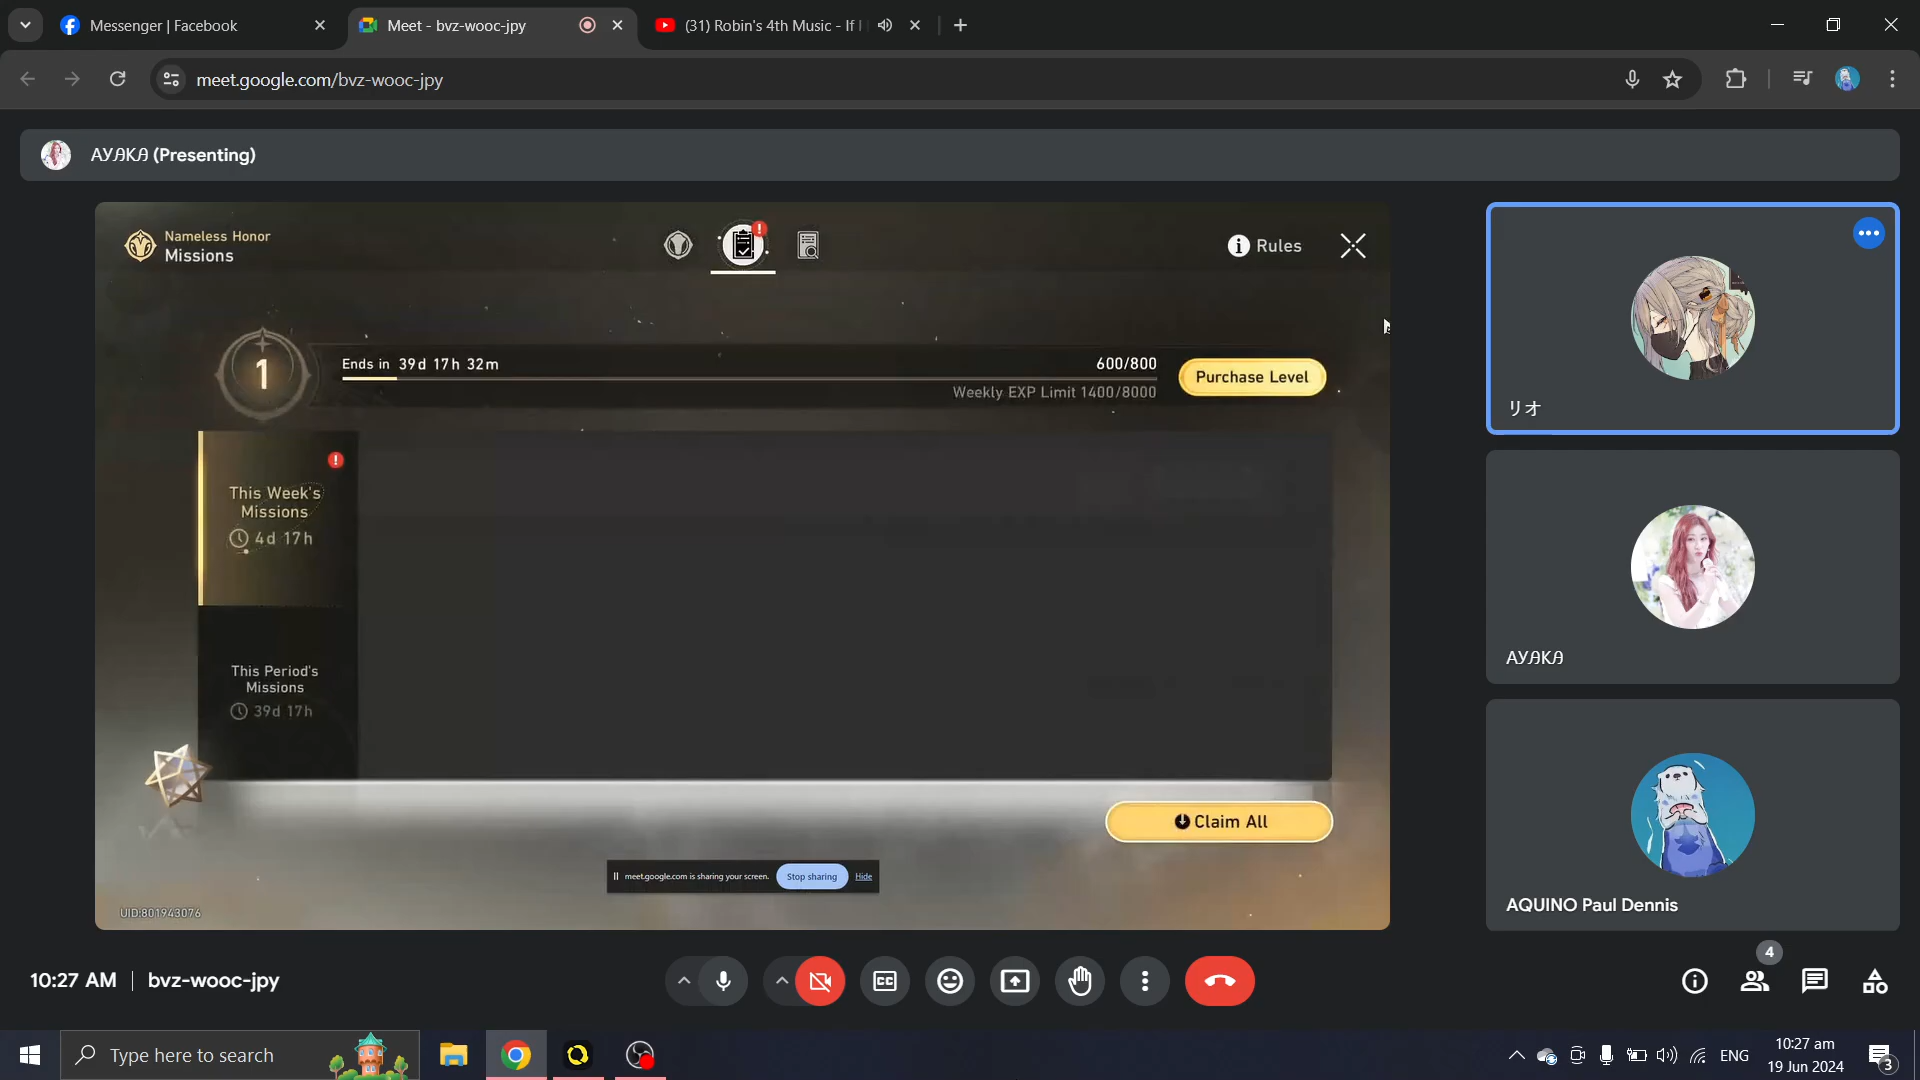 Messenger | Facebook
Meet - bvz-wooc-jpy
(31) Robin's 4th Music - If I
meet.google.com/bvz-wooc-jpy
AYAKA (Presenting)
Nameless Honor
Missions
Rules
1
Ends in 39d 17h 32m
600/800
Weekly EXP Limit 1400/8000
Purchase Level
This Week's
Missions
4d 17h
This Period's
Missions
39d 17h
Claim All
meet.google.com is sharing your screen.
Stop sharing
Hide
UID:801943076
リオ
AYAKA
AQUINO Paul Dennis
10:27 AM | bvz-wooc-jpy
CC
4
Type here to search
ENG
10:27 am
19 Jun 2024
3